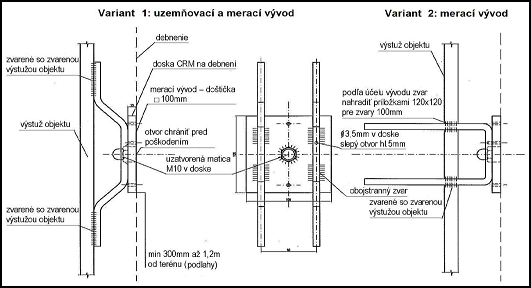 Variant 1: uzemňovací a merací vývod
Variant 2: merací vývod
debnenie
zvarené so zvarenou
výstužou objektu
doska CRM na debnení
merací vývod – doštička
□ 100mm
výstuž objektu
otvor chrániť pred
poškodením
uzatvorená matica
M10 v doske
zvarené so zvarenou
výstužou objektu
min 300mm až 1,2m
od terénu (podlahy)
výstuž objektu
podľa účelu vývodu zvar
nahradiť príložkami 120x120
pre zvary 100mm
ø3,5mm v doske
slepý otvor hl.5mm
obojstranný zvar
zvarené so zvarenou
výstužou objektu